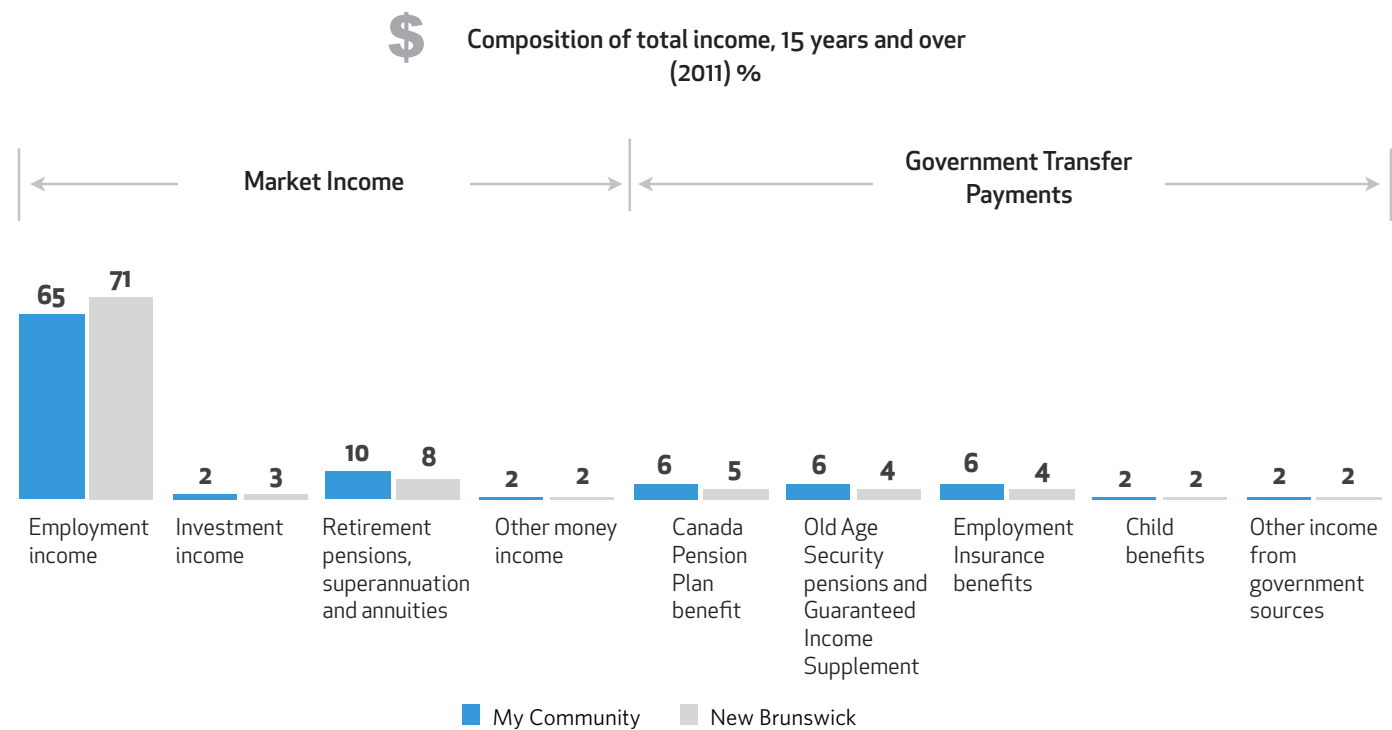 $
Composition of total income, 15 years and over
(2011) %
Market Income
Government Transfer
Payments
65
71
2
3
10
8
2
2
6
5
6
4
6
4
2
2
2
2
Employment
income
Investment
income
Retirement
pensions,
superannuation
and annuities
Other money
income
Canada
Pension
Plan
benefit
Old Age
Security
pensions and
Guaranteed
Income
Supplement
Employment
Insurance
benefits
Child
benefits
Other income
from
government
sources
My Community
New Brunswick